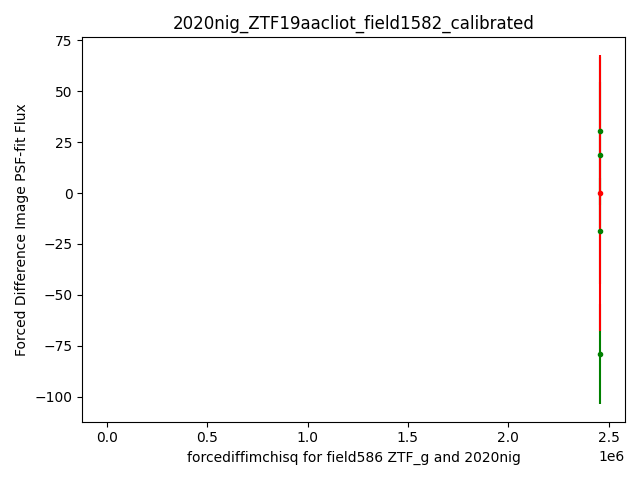 2020nig_ZTF19aacliot_field1582_calibrated
75
50
25
0
−25
−50
−75
−100
Forced Difference Image PSF-fit Flux
0.0 0.5 1.0 1.5 2.0 2.5
1e6
forcediffimchisq for field586 ZTF_g and 2020nig